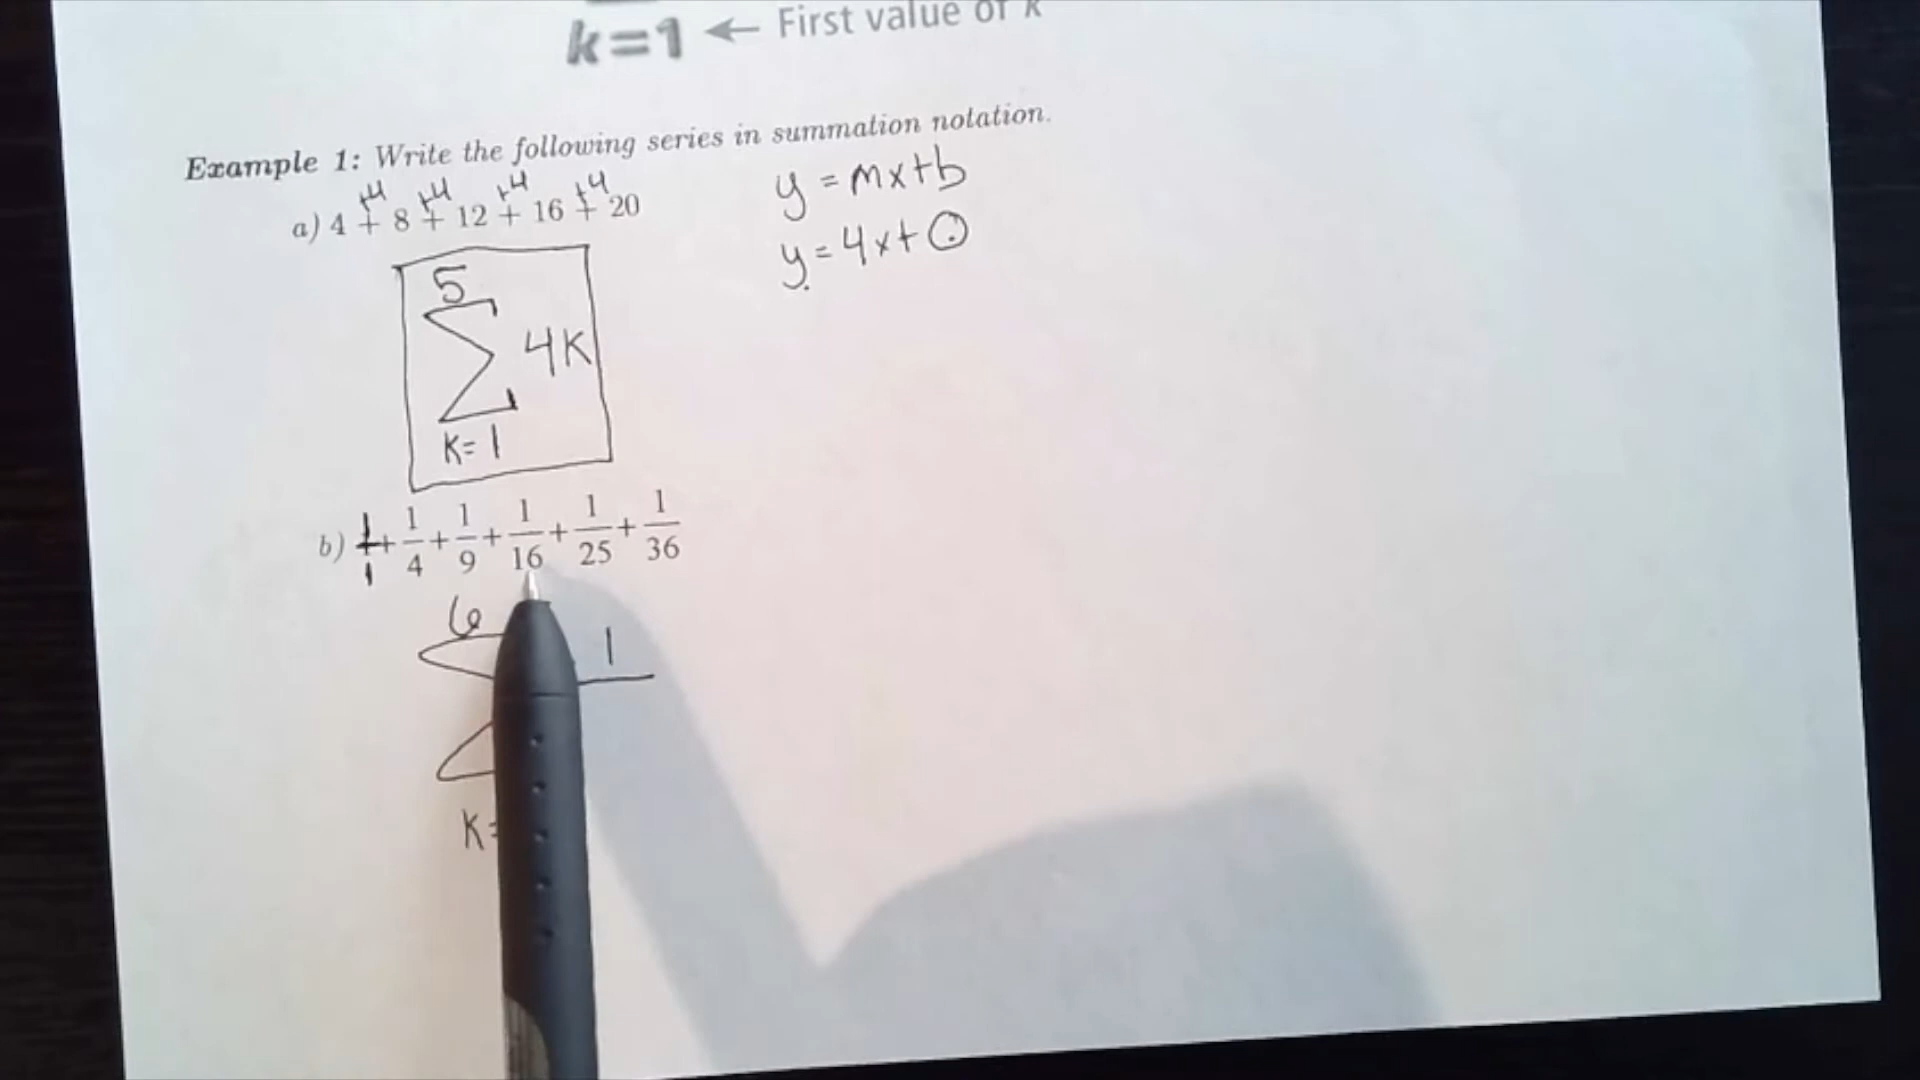 k=1 ← First value of k
Example 1: Write the following series in summation notation.
+4 +4 +4 +4
a) 4 + 8 + 12 + 16 + 20
y = mx+b
y = 4x+0
5
∑ 4K
K=1
b) 1/1 + 1/4 + 1/9 + 1/16 + 1/25 + 1/36
6
1
K=